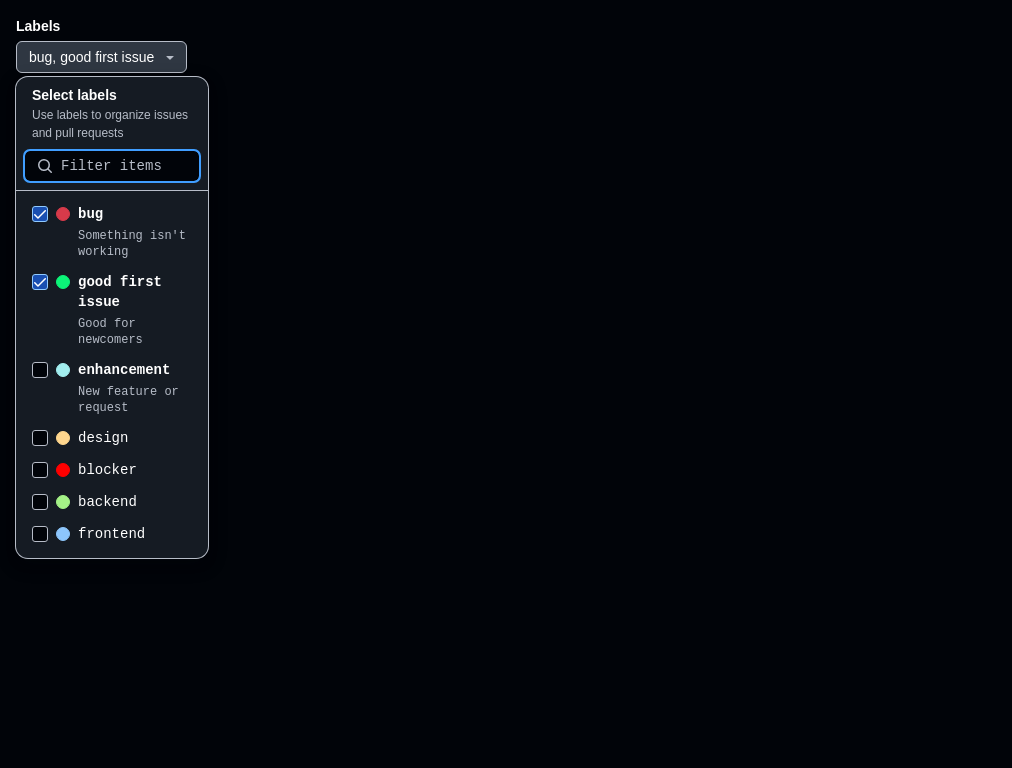 Labels
bug, good first issue
Select labels
Use labels to organize issues
and pull requests
Filter items
bug
Something isn't
working
good first
issue
Good for
newcomers
enhancement
New feature or
request
design
blocker
backend
frontend